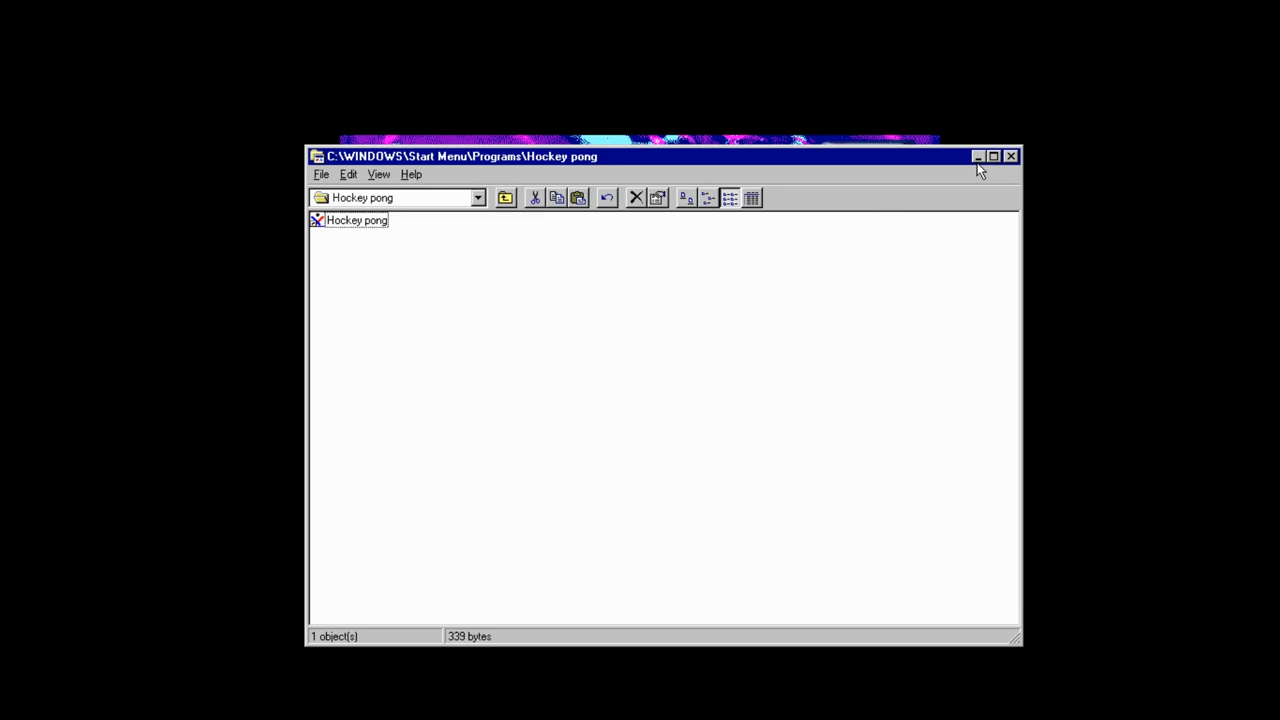 C:\WINDOWS\Start Menu\Programs\Hockey pong
File Edit View Help
Hockey pong
Hockey pong
1 object(s) 339 bytes